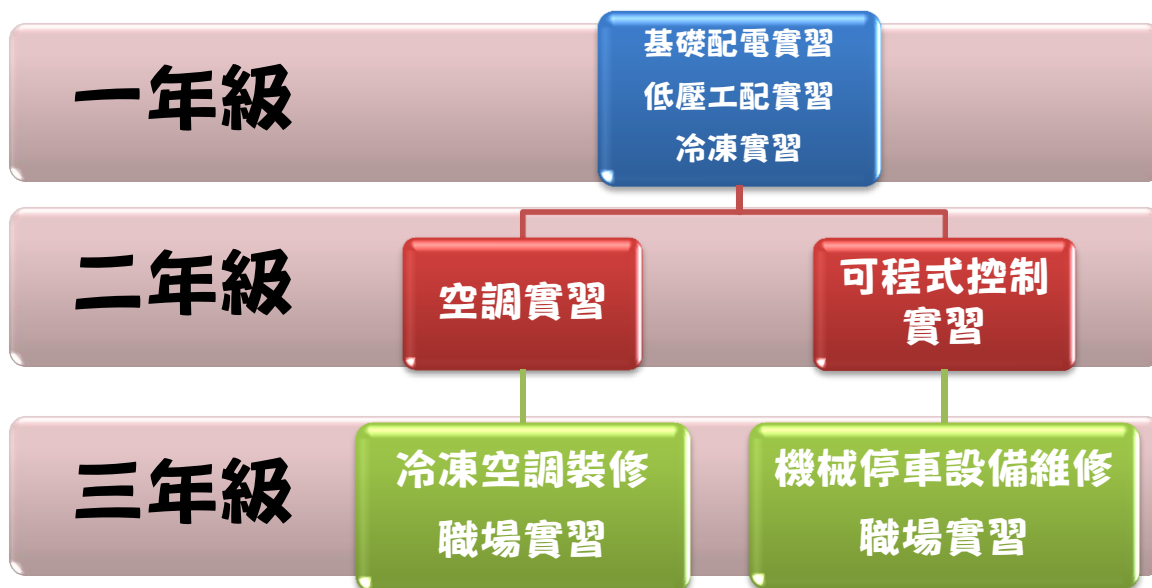 一年級
基礎配電實習
低壓工配實習
冷凍實習
二年級
空調實習
可程式控制
實習
三年級
冷凍空調裝修
職場實習
機械停車設備維修
職場實習